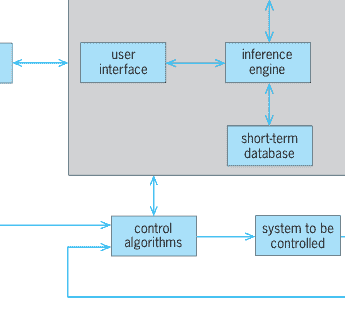 user
interface
inference
engine
short-term
database
control
algorithms
system to be
controlled